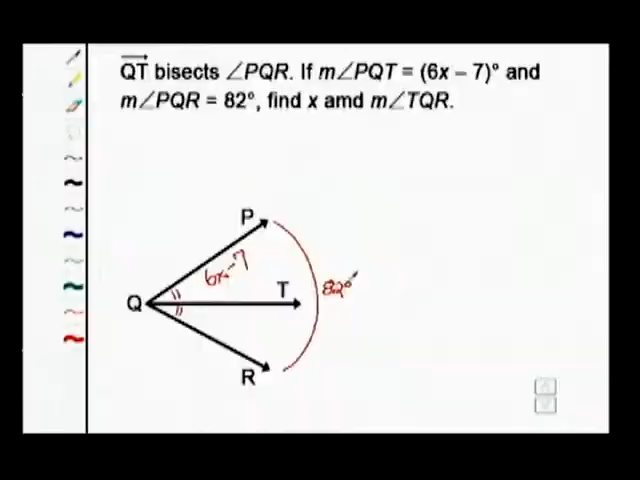 QT bisects ∠PQR. If m∠PQT = (6x – 7)° and
m∠PQR = 82°, find x amd m∠TQR.
P
6x-7
Q
T
82°
R